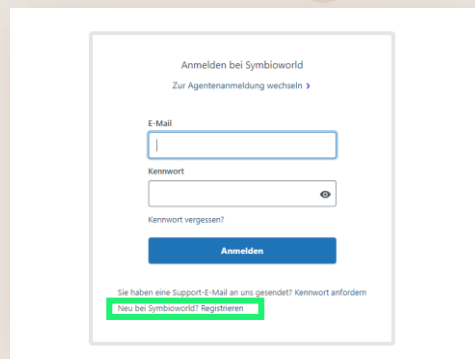 Anmelden bei Symbioworld
Zur Agentenanmeldung wechseln
E-Mail
Kennwort
Kennwort vergessen?
Anmelden
Sie haben eine Support-E-Mail an uns gesendet? Kennwort anfordern
Neu bei Symbioworld? Registrieren